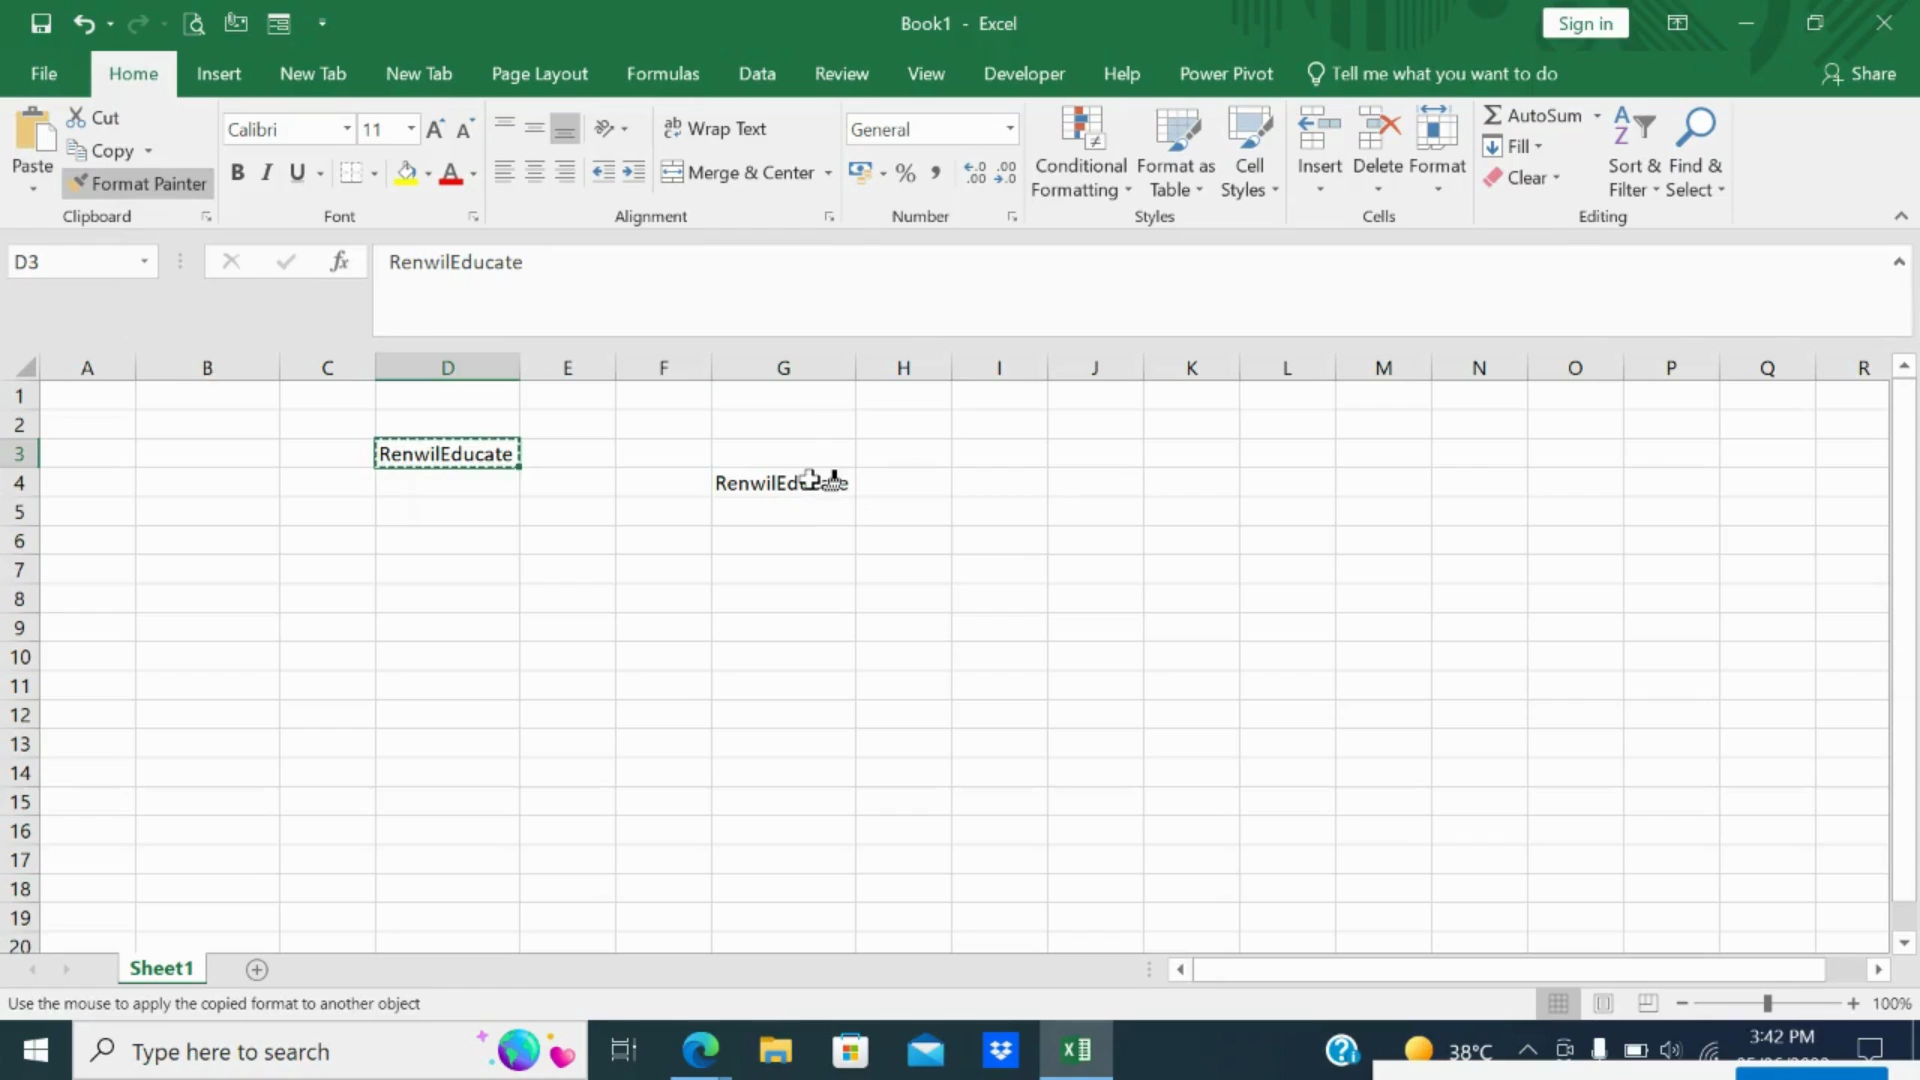 Book1 - Excel
Sign in
File Home Insert New Tab New Tab Page Layout Formulas Data Review View Developer Help Power Pivot Tell me what you want to do Share
Paste
Cut
Copy
Format Painter
Clipboard
Calibri 11
B I U A
Font
ab Wrap Text
Merge & Center
Alignment
General
% ,
Number
Conditional Formatting
Format as Table
Cell Styles
Styles
Insert Delete Format
Cells
AutoSum
Fill
Clear
Sort & Filter
Find & Select
Editing
D3 fx RenwilEducate
A B C D E F G H I J K L M N O P Q R
1
2
3 RenwilEducate
4
5
6
7
8
9
10
11
12
13
14
15
16
17
18
19
20
Sheet1
Use the mouse to apply the copied format to another object
100%
Type here to search
38°C
3:42 PM